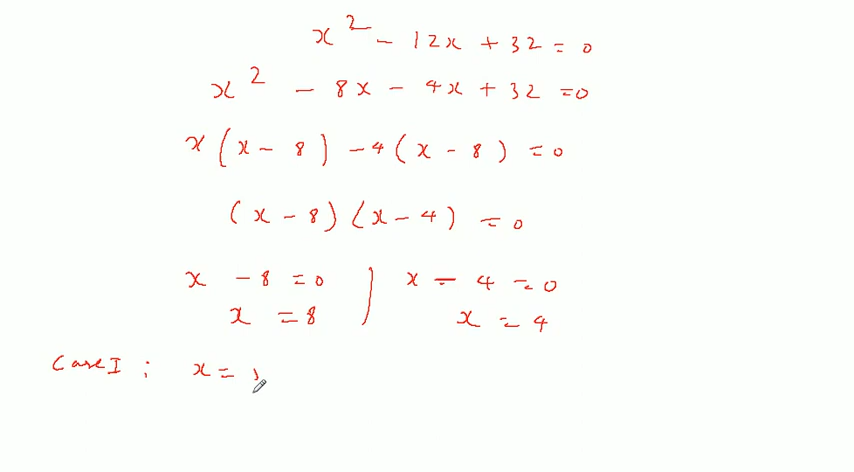 x² - 12x + 32 = 0
x² - 8x - 4x + 32 = 0
x(x - 8) - 4(x - 8) = 0
(x - 8)(x - 4) = 0
x - 8 = 0 | x - 4 = 0
x = 8 | x = 4
Case I : x =